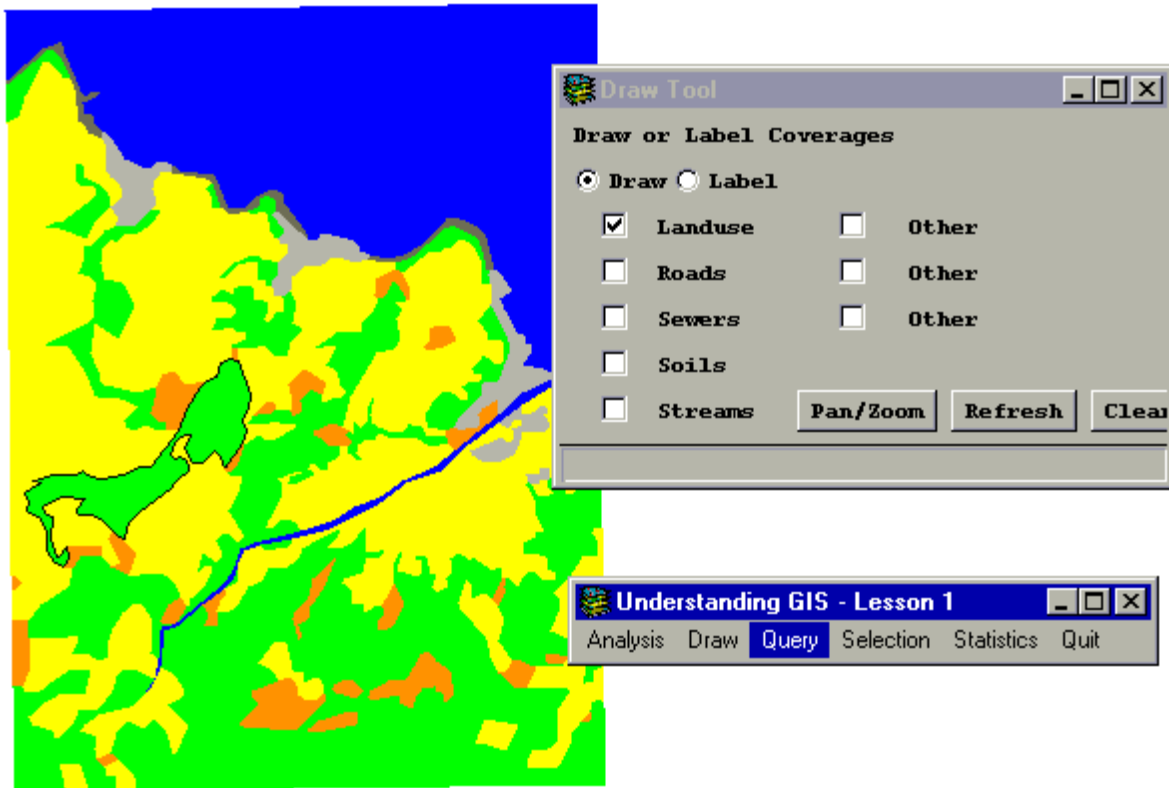 Draw Tool
Draw or Label Coverages
Draw Label
Landuse Other
Roads Other
Sewers Other
Soils
Streams Pan/Zoom Refresh
Understanding GIS - Lesson 1
Analysis Draw Query Selection Statistics Quit